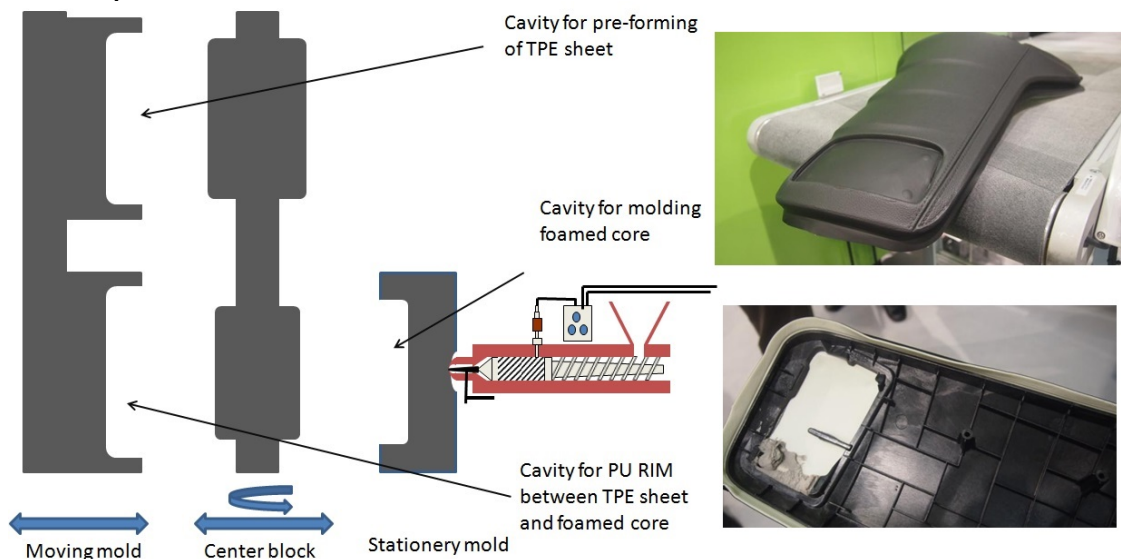 Cavity for pre-forming
of TPE sheet
Cavity for molding
foamed core
Cavity for PU RIM
between TPE sheet
and foamed core
Moving mold
Center block
Stationery mold